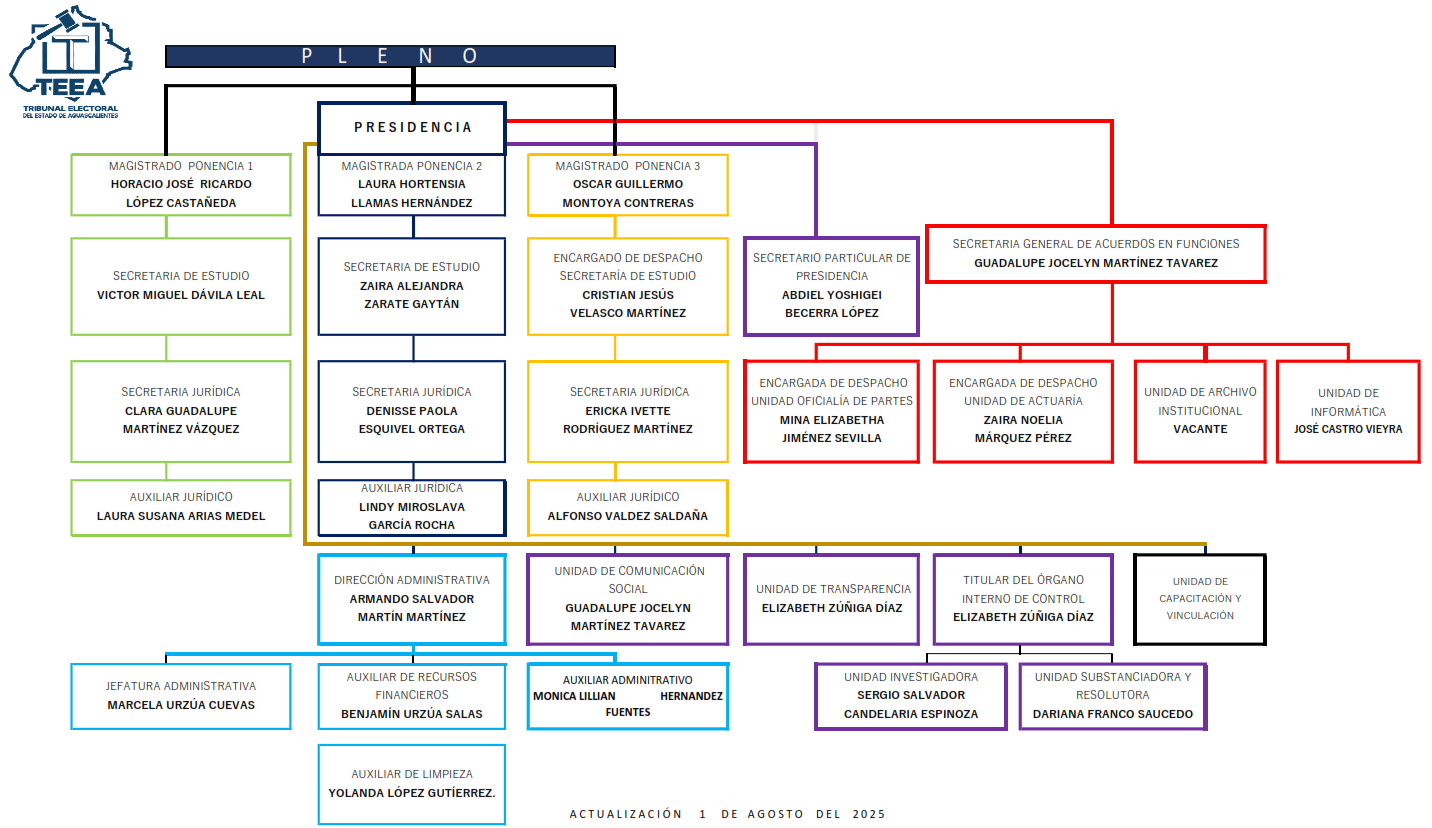 TEEA
TRIBUNAL ELECTORAL
DEL ESTADO DE AGUASCALIENTES
P L E N O
PRESIDENCIA
MAGISTRADO PONENCIA 1
HORACIO JOSÉ RICARDO
LÓPEZ CASTAÑEDA
MAGISTRADA PONENCIA 2
LAURA HORTENSIA
LLAMAS HERNÁNDEZ
MAGISTRADO PONENCIA 3
OSCAR GUILLERMO
MONTOYA CONTRERAS
SECRETARIA GENERAL DE ACUERDOS EN FUNCIONES
GUADALUPE JOCELYN MARTÍNEZ TAVAREZ
SECRETARIA DE ESTUDIO
VICTOR MIGUEL DÁVILA LEAL
SECRETARIA DE ESTUDIO
ZAIRA ALEJANDRA
ZARATE GAYTÁN
ENCARGADO DE DESPACHO
SECRETARÍA DE ESTUDIO
CRISTIAN JESÚS
VELASCO MARTÍNEZ
SECRETARIO PARTICULAR DE
PRESIDENCIA
ABDIEL YOSHIGEI
BECERRA LÓPEZ
SECRETARIA JURÍDICA
CLARA GUADALUPE
MARTÍNEZ VÁZQUEZ
SECRETARIA JURÍDICA
DENISSE PAOLA
ESQUIVEL ORTEGA
SECRETARIA JURÍDICA
ERICKA IVETTE
RODRÍGUEZ MARTÍNEZ
ENCARGADA DE DESPACHO
UNIDAD OFICIALÍA DE PARTES
MINA ELIZABETHA
JIMÉNEZ SEVILLA
ENCARGADA DE DESPACHO
UNIDAD DE ACTUARÍA
ZAIRA NOELIA
MÁRQUEZ PÉREZ
UNIDAD DE ARCHIVO
INSTITUCIONAL
VACANTE
UNIDAD DE
INFORMÁTICA
JOSÉ CASTRO VIEYRA
AUXILIAR JURÍDICO
LAURA SUSANA ARIAS MEDEL
AUXILIAR JURÍDICA
LINDY MIROSLAVA
GARCÍA ROCHA
AUXILIAR JURÍDICO
ALFONSO VALDEZ SALDAÑA
DIRECCIÓN ADMINISTRATIVA
ARMANDO SALVADOR
MARTÍN MARTÍNEZ
UNIDAD DE COMUNICACIÓN
SOCIAL
GUADALUPE JOCELYN
MARTÍNEZ TAVAREZ
UNIDAD DE TRANSPARENCIA
ELIZABETH ZÚÑIGA DÍAZ
TITULAR DEL ÓRGANO
INTERNO DE CONTROL
ELIZABETH ZÚÑIGA DÍAZ
UNIDAD DE
CAPACITACIÓN Y
VINCULACIÓN
JEFATURA ADMINISTRATIVA
MARCELA URZÚA CUEVAS
AUXILIAR DE RECURSOS
FINANCIEROS
BENJAMÍN URZÚA SALAS
AUXILIAR ADMINITRATIVO
MONICA LILLIAN HERNANDEZ
FUENTES
UNIDAD INVESTIGADORA
SERGIO SALVADOR
CANDELARIA ESPINOZA
UNIDAD SUBSTANCIADORA Y
RESOLUTORA
DARIANA FRANCO SAUCEDO
AUXILIAR DE LIMPIEZA
YOLANDA LÓPEZ GUTÍERREZ.
ACTUALIZACIÓN 1 DE AGOSTO DEL 2025